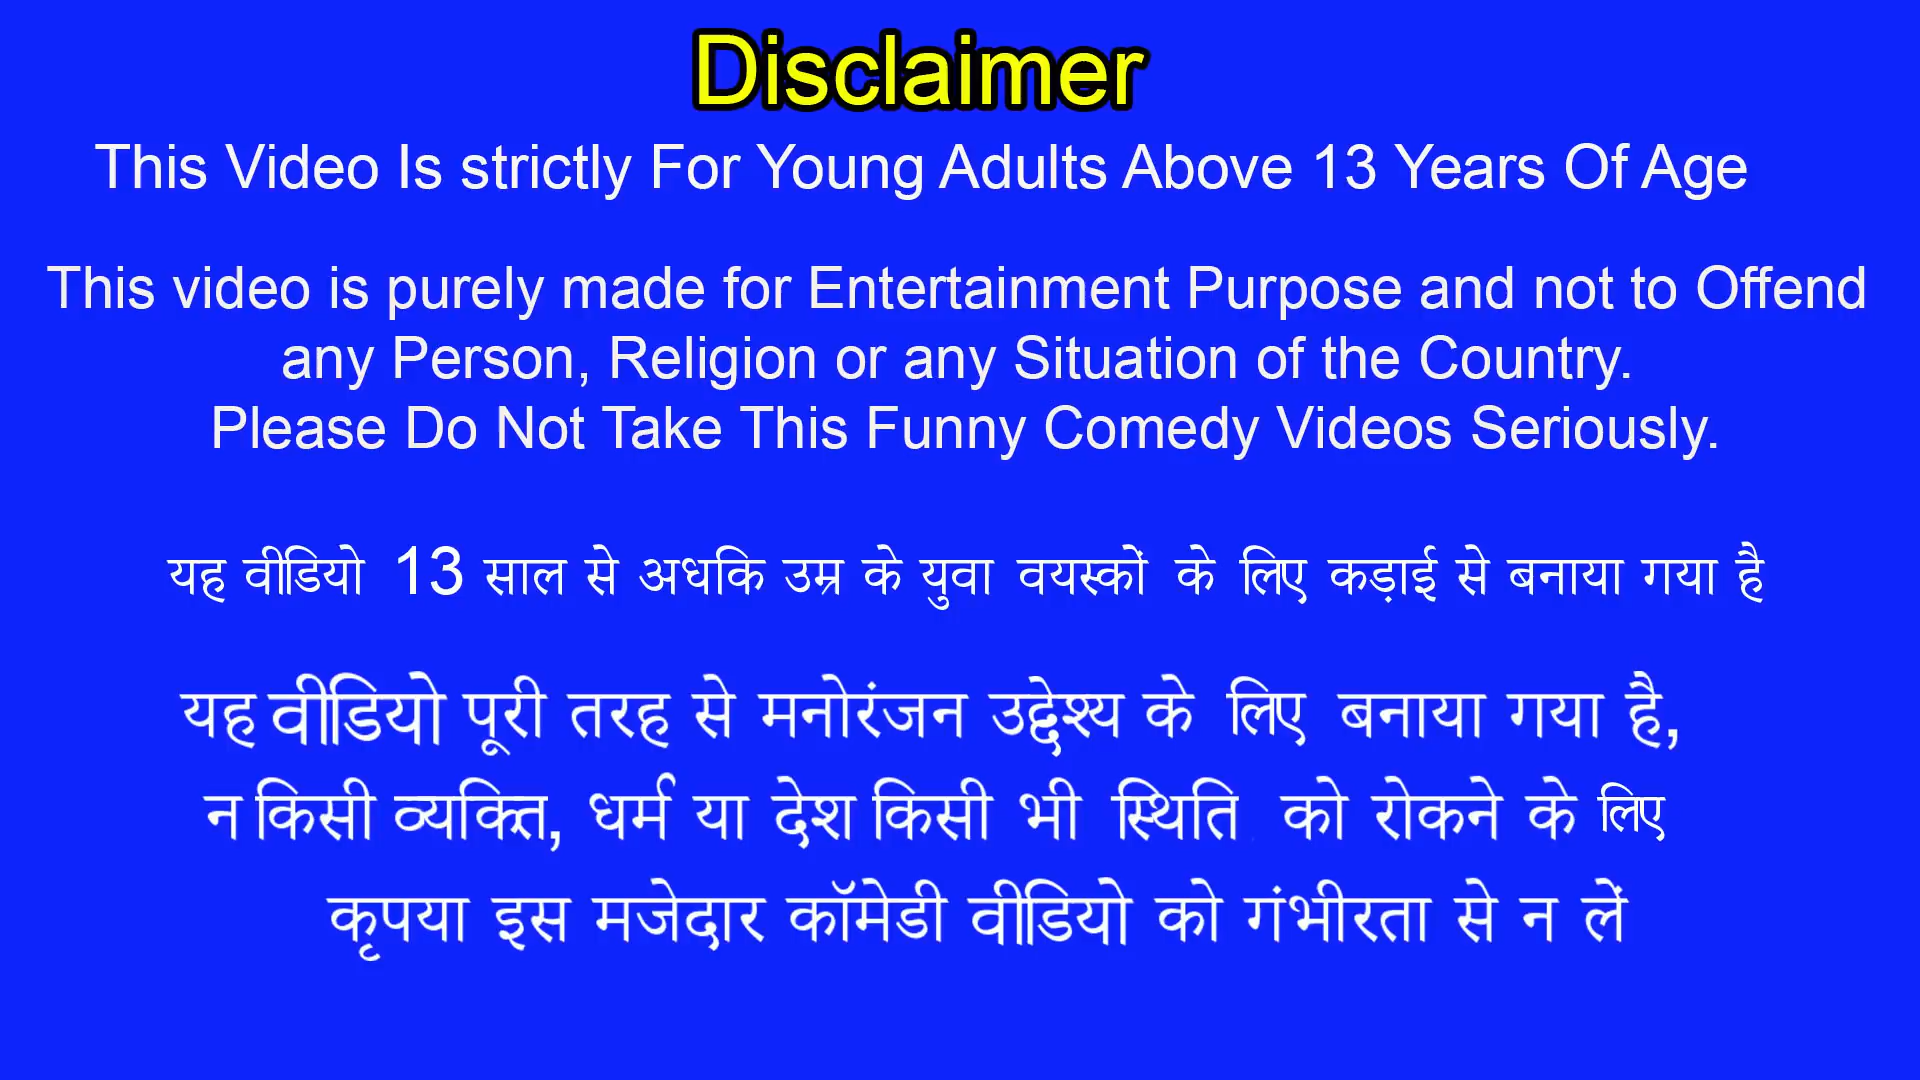 Disclaimer
This Video Is strictly For Young Adults Above 13 Years Of Age
This video is purely made for Entertainment Purpose and not to Offend
any Person, Religion or any Situation of the Country.
Please Do Not Take This Funny Comedy Videos Seriously.
यह वीडियो 13 साल से अधकि उम्र के युवा वयस्कों के लिए कड़ाई से बनाया गया है
यह वीडियो पूरी तरह से मनोरंजन उद्देश्य के लिए बनाया गया है,
न किसी व्यक्ति, धर्म या देश किसी भी स्थिति को रोकने के लिए
कृपया इस मजेदार कॉमेडी वीडियो को गंभीरता से न लें